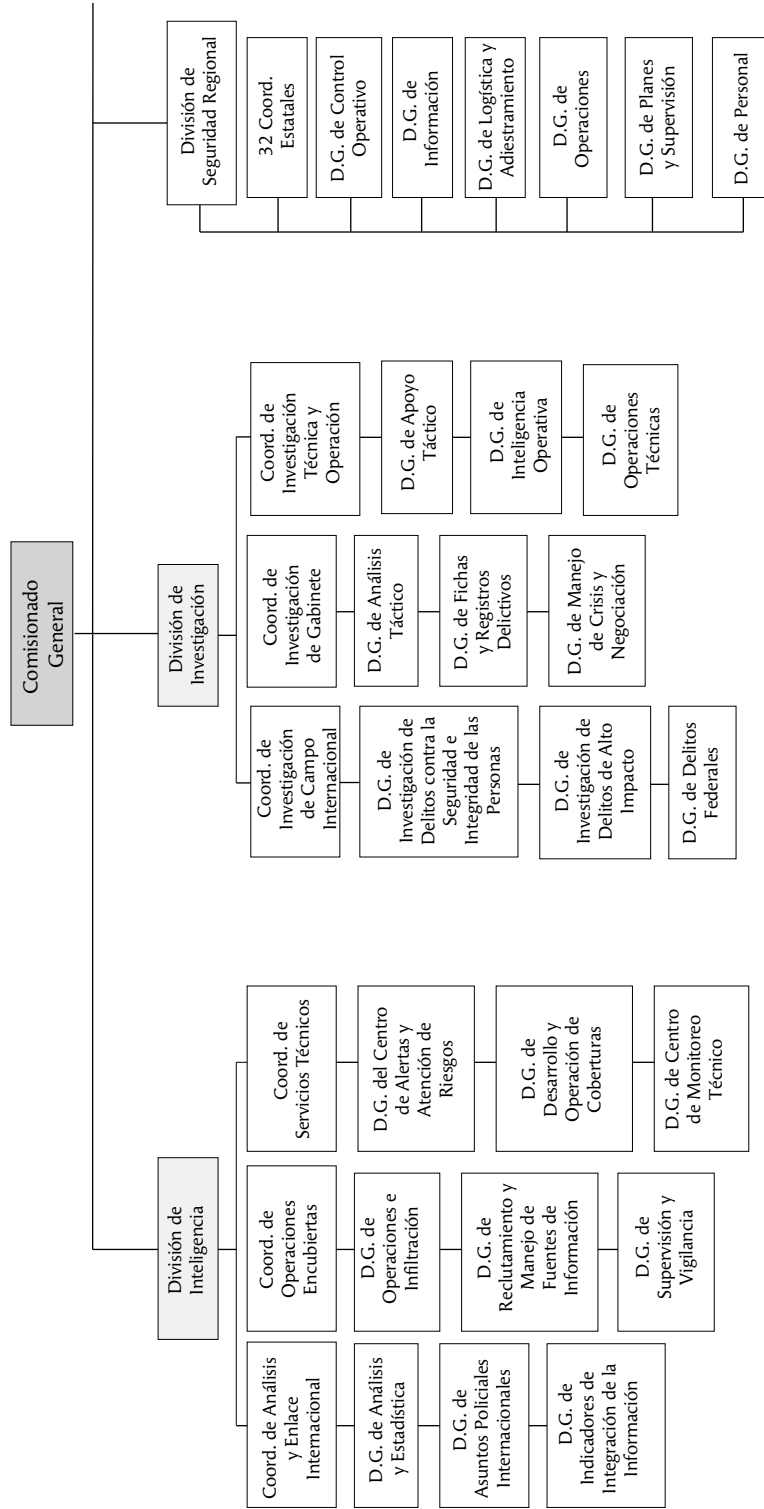 Comisionado
General
División de
Inteligencia
Coord. de Análisis
y Enlace
Internacional
D.G. de Análisis
y Estadística
D.G. de
Asuntos Policiales
Internacionales
D.G. de
Indicadores de
Integración de la
Información
Coord. de
Operaciones
Encubiertas
D.G. de
Operaciones e
Infiltración
D.G. de
Reclutamiento y
Manejo de
Fuentes de
Información
D.G. de
Supervisión y
Vigilancia
Coord. de
Servicios Técnicos
D.G. del Centro
de Alertas y
Atención de
Riesgos
D.G. de
Desarrollo y
Operación de
Coberturas
D.G. de Centro
de Monitoreo
Técnico
División de
Investigación
Coord. de
Investigación
de Campo
Internacional
D.G. de
Investigación de
Delitos contra la
Seguridad e
Integridad de las
Personas
D.G. de
Investigación de
Delitos de Alto
Impacto
D.G. de Delitos
Federales
Coord. de
Investigación
de Gabinete
D.G. de Análisis
Táctico
D.G. de Fichas
y Registros
Delictivos
D.G. de Manejo
de Crisis y
Negociación
Coord. de
Investigación
Técnica y
Operación
D.G. de Apoyo
Táctico
D.G. de
Inteligencia
Operativa
D.G. de
Operaciones
Técnicas
División de
Seguridad Regional
32 Coord.
Estatales
D.G. de Control
Operativo
D.G. de
Información
D.G. de Logística y
Adiestramiento
D.G. de
Operaciones
D.G. de Planes
y Supervisión
D.G. de Personal